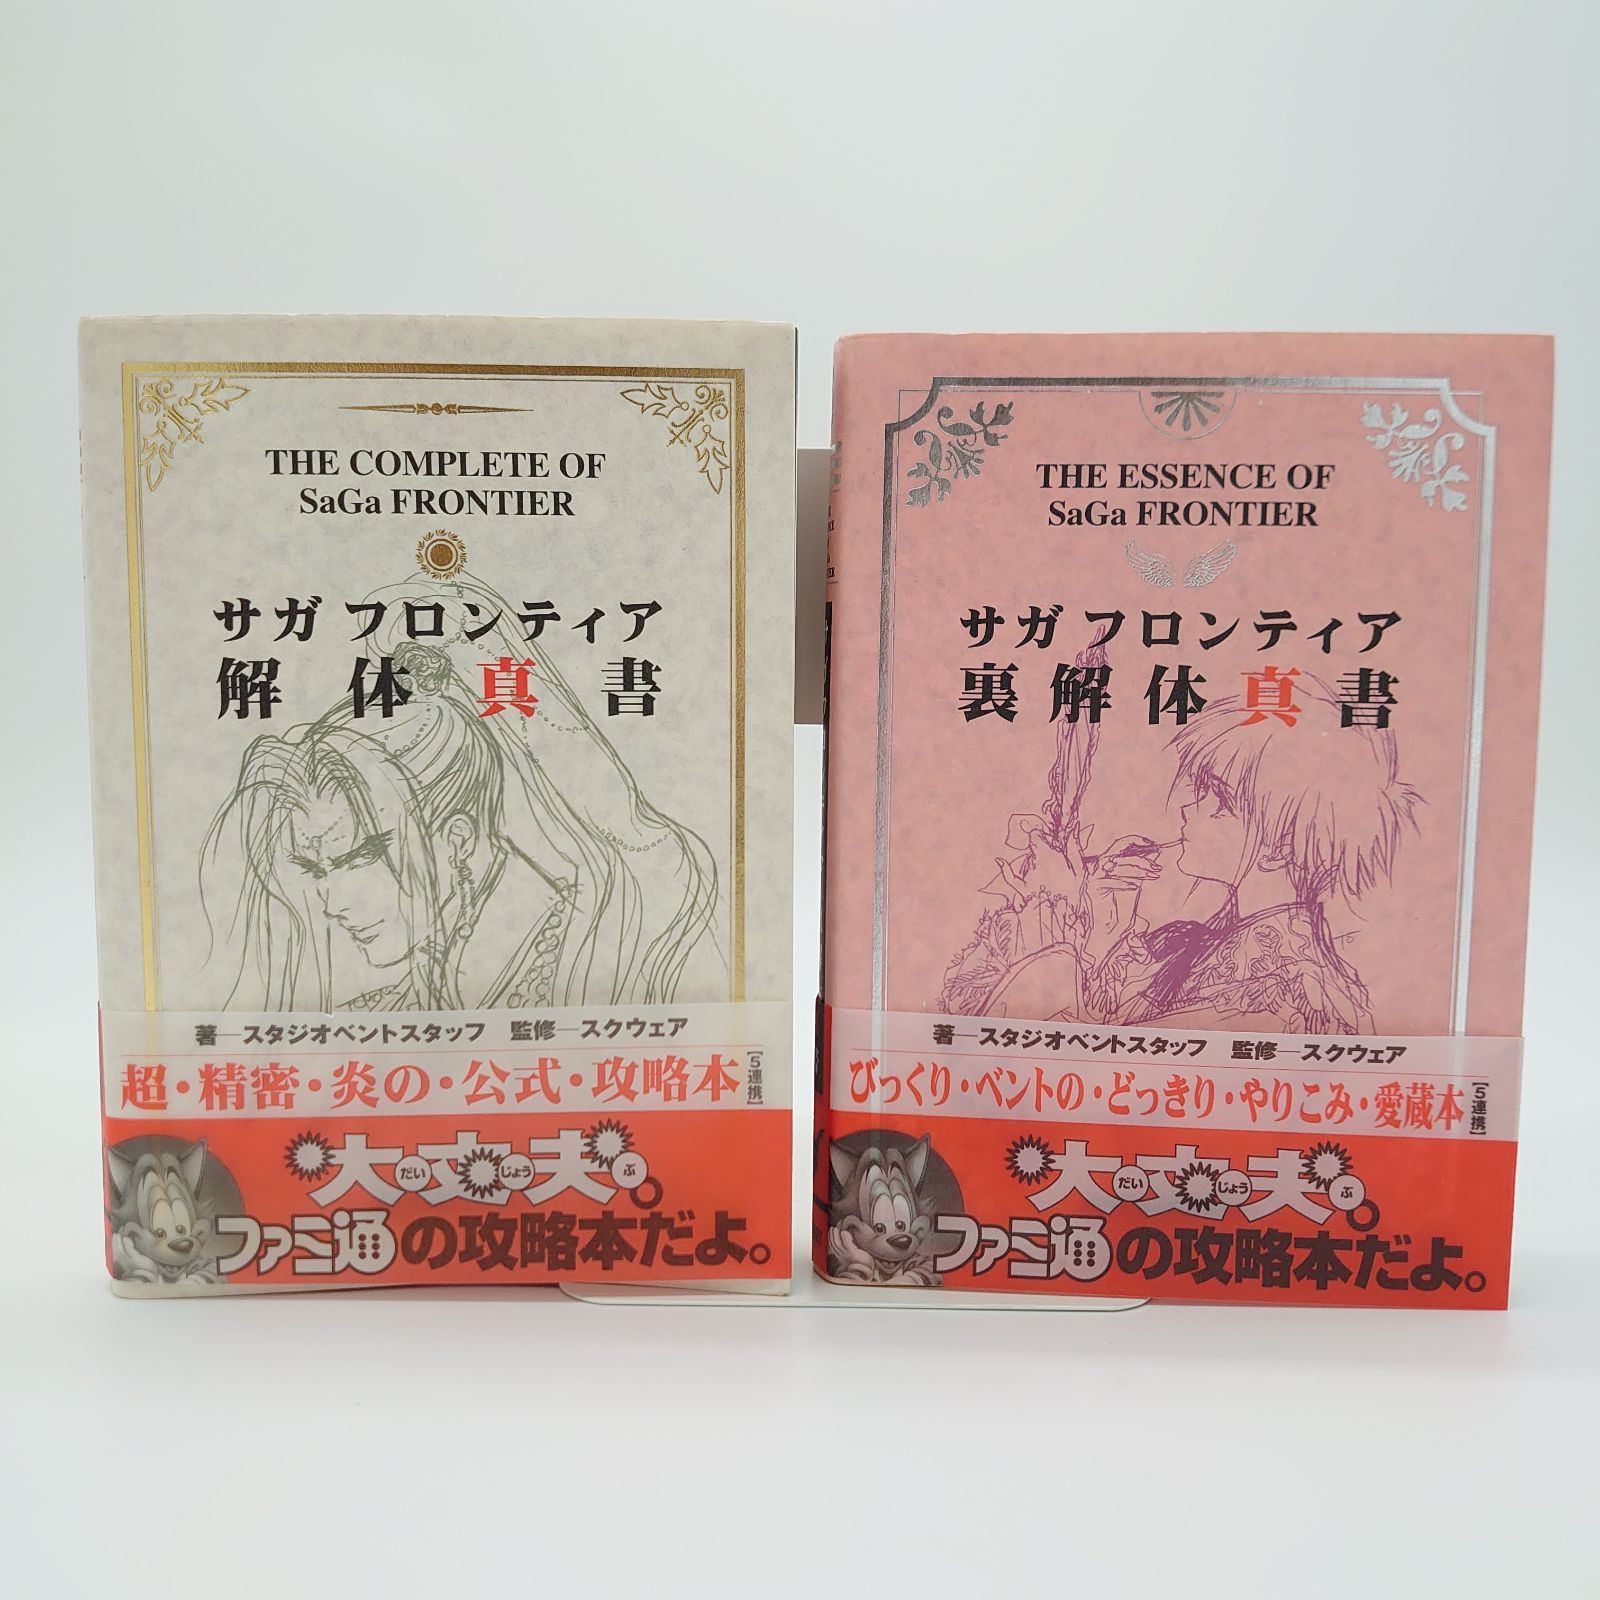 THE COMPLETE OF
SaGa FRONTIER
サガ フロンティア
解体真書
著─スタジオベントスタッフ 監修─スクウェア
超・精密・炎の・公式・攻略本【5連携】
大丈夫。
だい じょう ぶ
ファミ通の攻略本だよ。
THE ESSENCE OF
SaGa FRONTIER
サガ フロンティア
裏解体真書
著─スタジオベントスタッフ 監修─スクウェア
びっくり・ベントの・どっきり・やりこみ・愛蔵本【5連携】
大丈夫。
だい じょう ぶ
ファミ通の攻略本だよ。